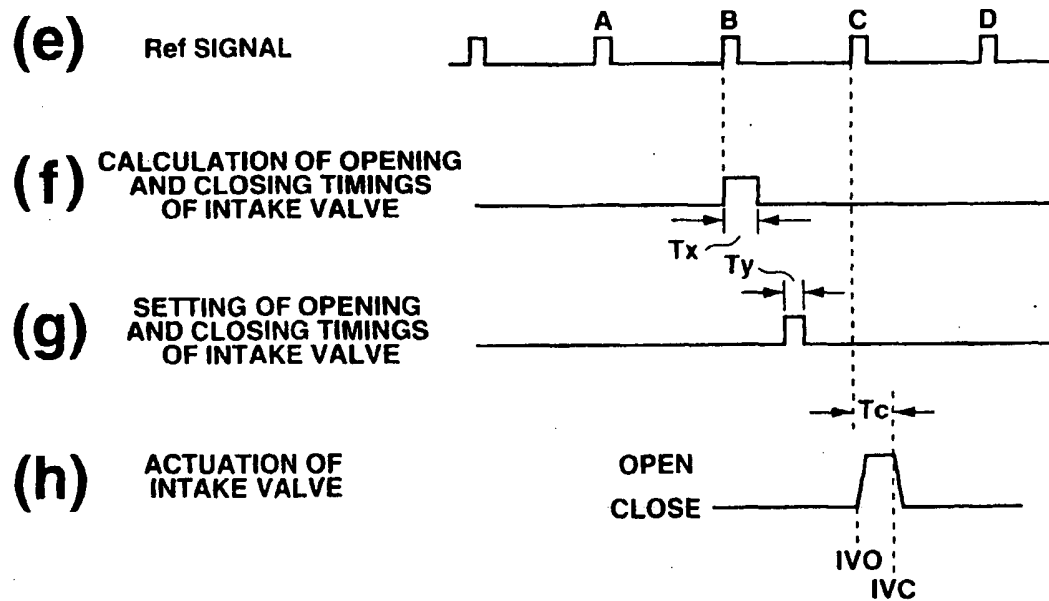 A B C D
(e) Ref SIGNAL
(f) CALCULATION OF OPENING
AND CLOSING TIMINGS
OF INTAKE VALVE
Tx
Ty
(g) SETTING OF OPENING
AND CLOSING TIMINGS
OF INTAKE VALVE
Tc
(h) ACTUATION OF
INTAKE VALVE
OPEN
CLOSE
IVO
IVC